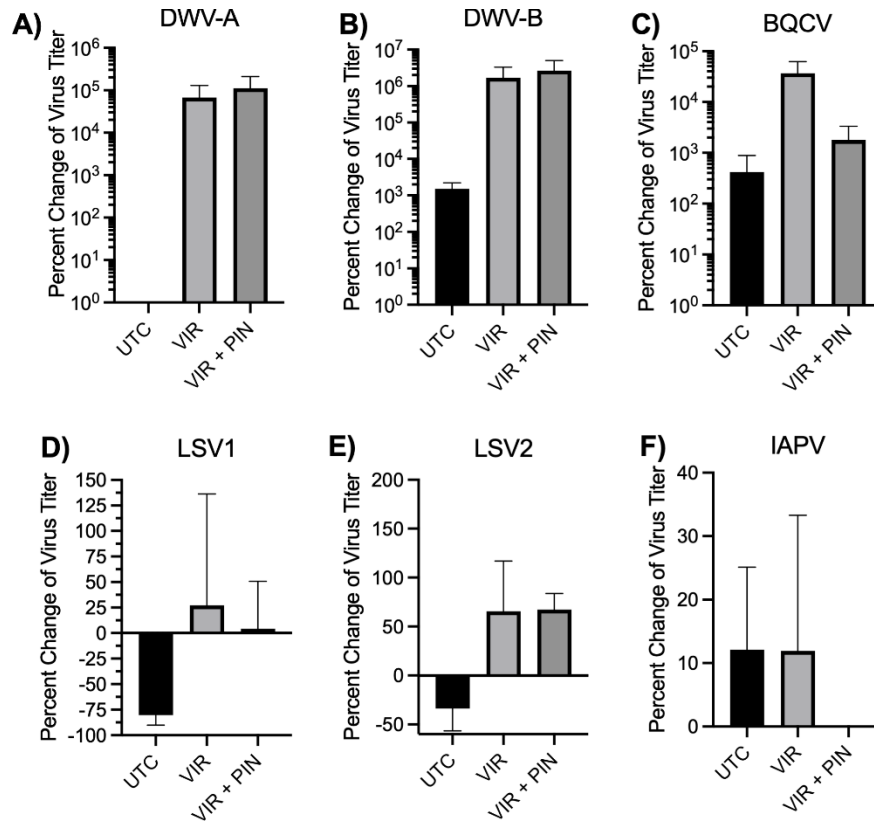 A) DWV-A
Percent Change of Virus Titer
10^6
10^5
10^4
10^3
10^2
10^1
10^0
UTC
VIR
VIR + PIN
B) DWV-B
Percent Change of Virus Titer
10^7
10^6
10^5
10^4
10^3
10^2
10^1
10^0
UTC
VIR
VIR + PIN
C) BQCV
Percent Change of Virus Titer
10^5
10^4
10^3
10^2
10^1
10^0
UTC
VIR
VIR + PIN
D) LSV1
Percent Change of Virus Titer
150
125
100
75
50
25
0
-25
-50
-75
-100
UTC
VIR
VIR + PIN
E) LSV2
Percent Change of Virus Titer
200
150
100
50
0
-50
UTC
VIR
VIR + PIN
F) IAPV
Percent Change of Virus Titer
40
30
20
10
0
UTC
VIR
VIR + PIN